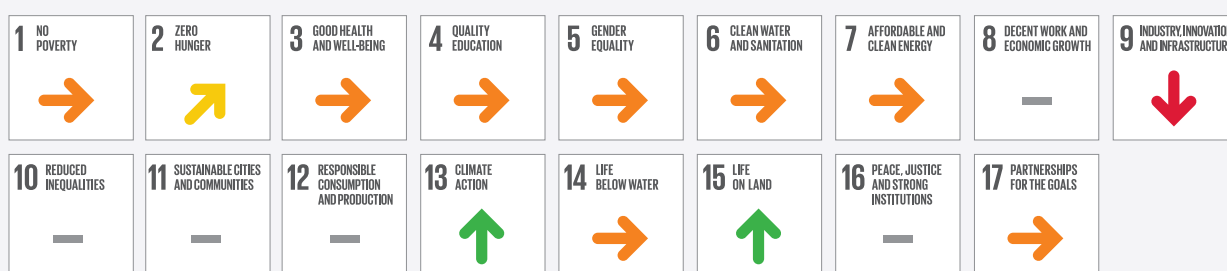 1 NO
POVERTY
2 ZERO
HUNGER
3 GOOD HEALTH
AND WELL-BEING
4 QUALITY
EDUCATION
5 GENDER
EQUALITY
6 CLEAN WATER
AND SANITATION
7 AFFORDABLE AND
CLEAN ENERGY
8 DECENT WORK AND
ECONOMIC GROWTH
9 INDUSTRY, INNOVATIO
AND INFRASTRUCTUR
10 REDUCED
INEQUALITIES
11 SUSTAINABLE CITIES
AND COMMUNITIES
12 RESPONSIBLE
CONSUMPTION
AND PRODUCTION
13 CLIMATE
ACTION
14 LIFE
BELOW WATER
15 LIFE
ON LAND
16 PEACE, JUSTICE
AND STRONG
INSTITUTIONS
17 PARTNERSHIPS
FOR THE GOALS